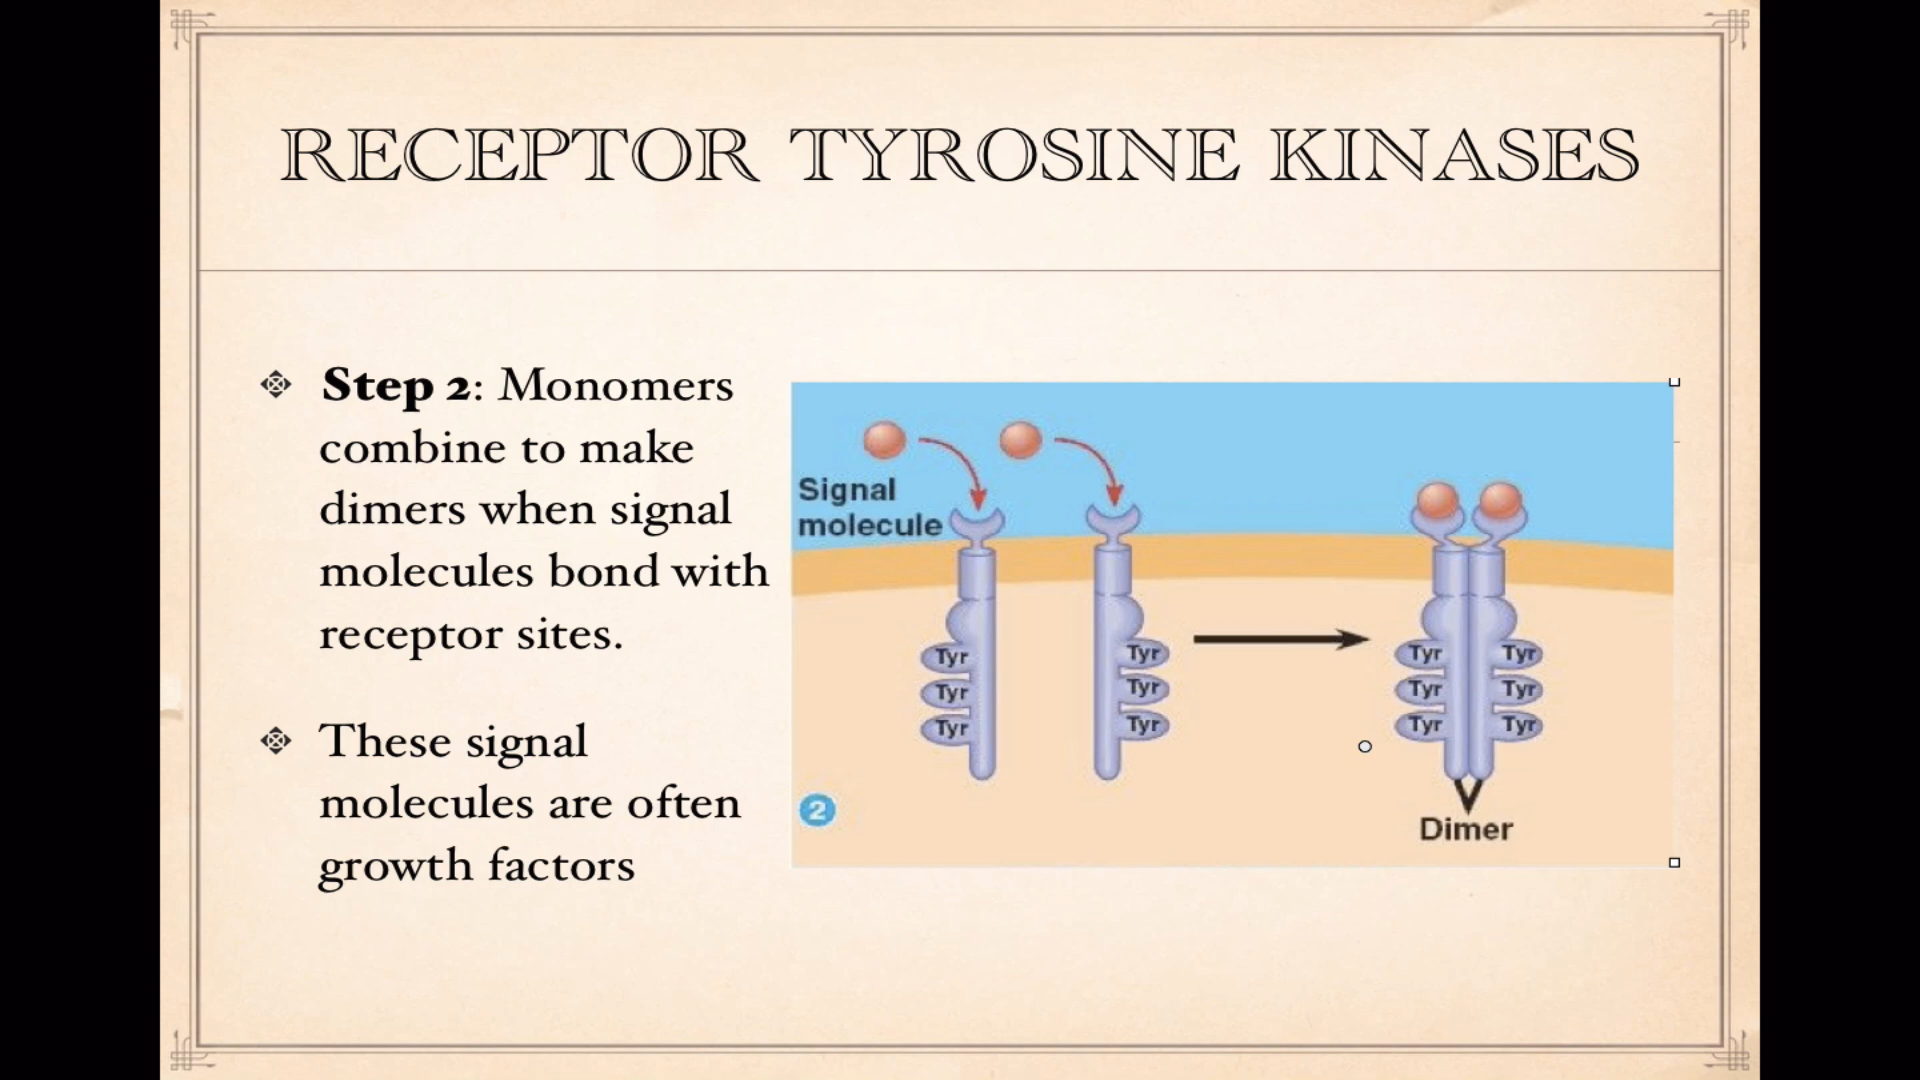 RECEPTOR TYROSINE KINASES
Step 2: Monomers
combine to make
dimers when signal
molecules bond with
receptor sites.
These signal
molecules are often
growth factors
Signal
molecule
Tyr Tyr Tyr Tyr
Tyr Tyr Tyr Tyr
Tyr Tyr Tyr Tyr
2
Dimer